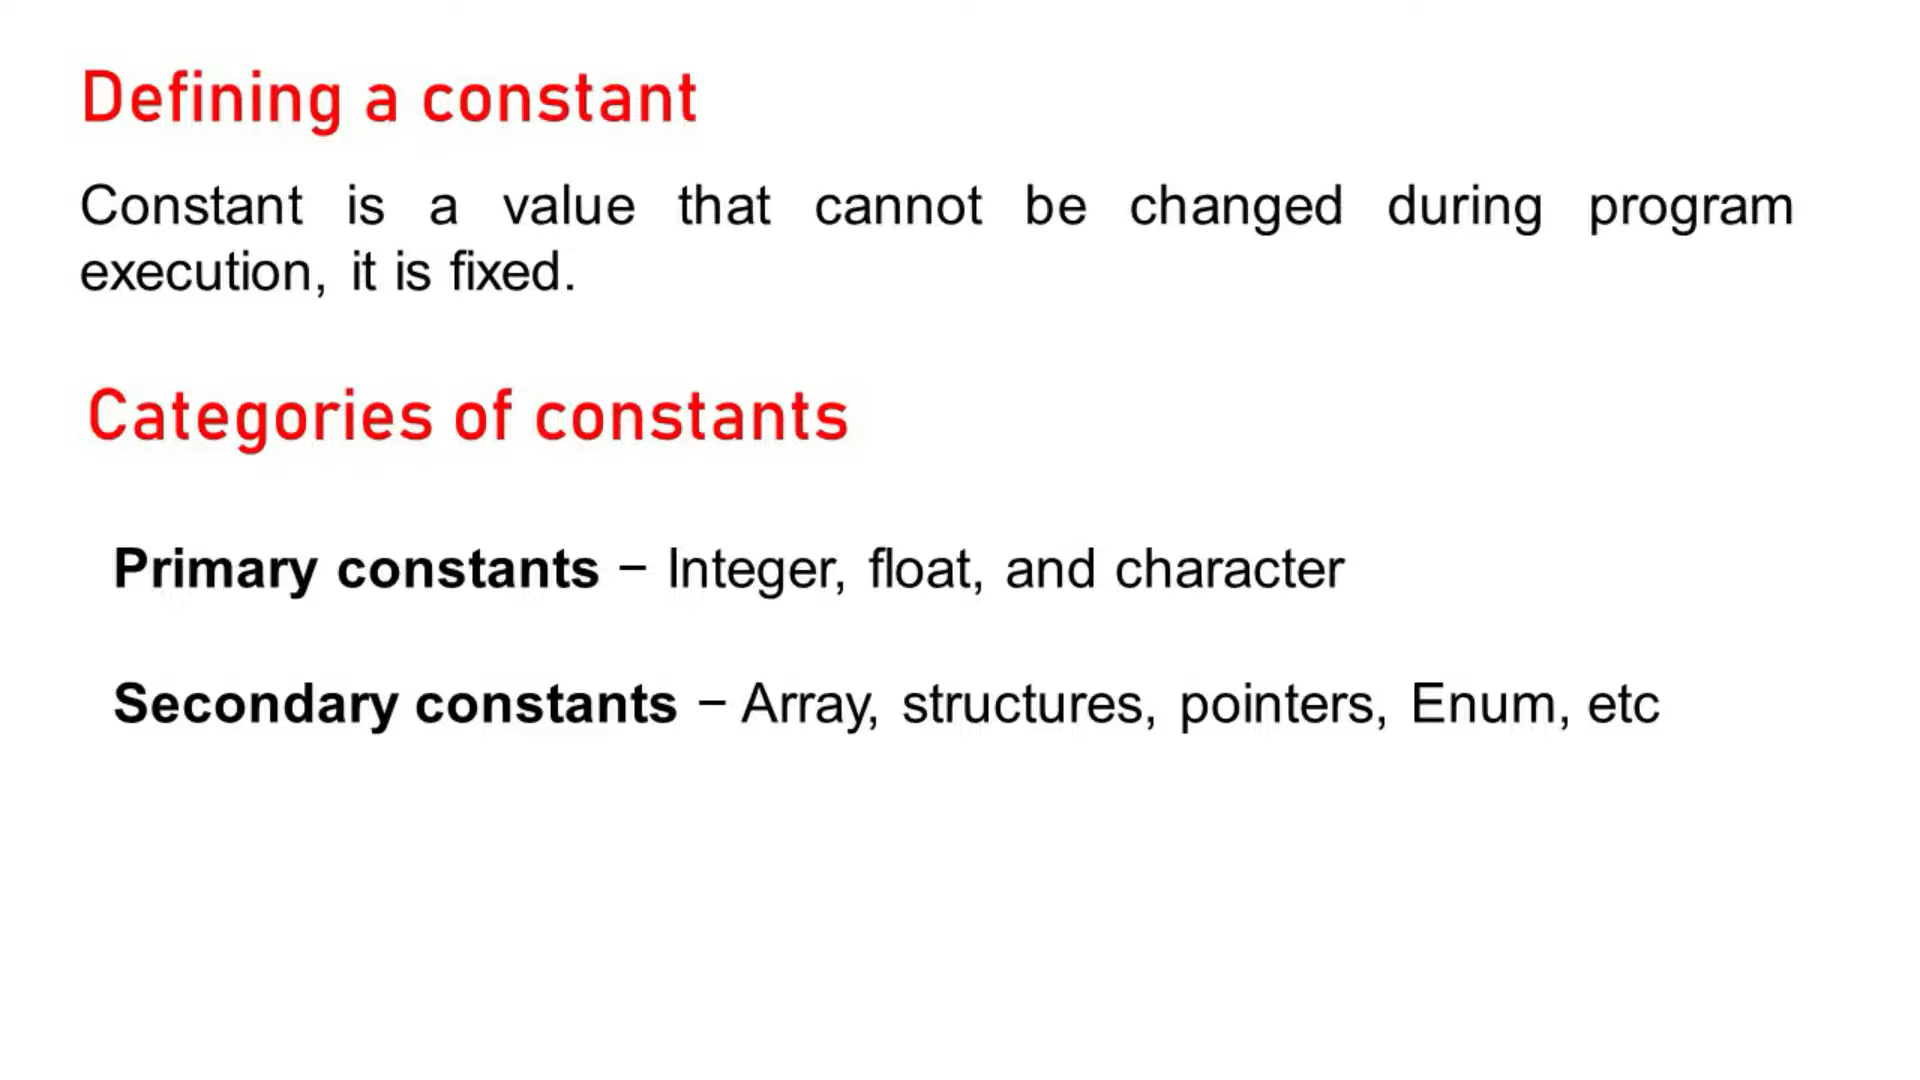 Defining a constant
Constant is a value that cannot be changed during program
execution, it is fixed.
Categories of constants
Primary constants − Integer, float, and character
Secondary constants − Array, structures, pointers, Enum, etc